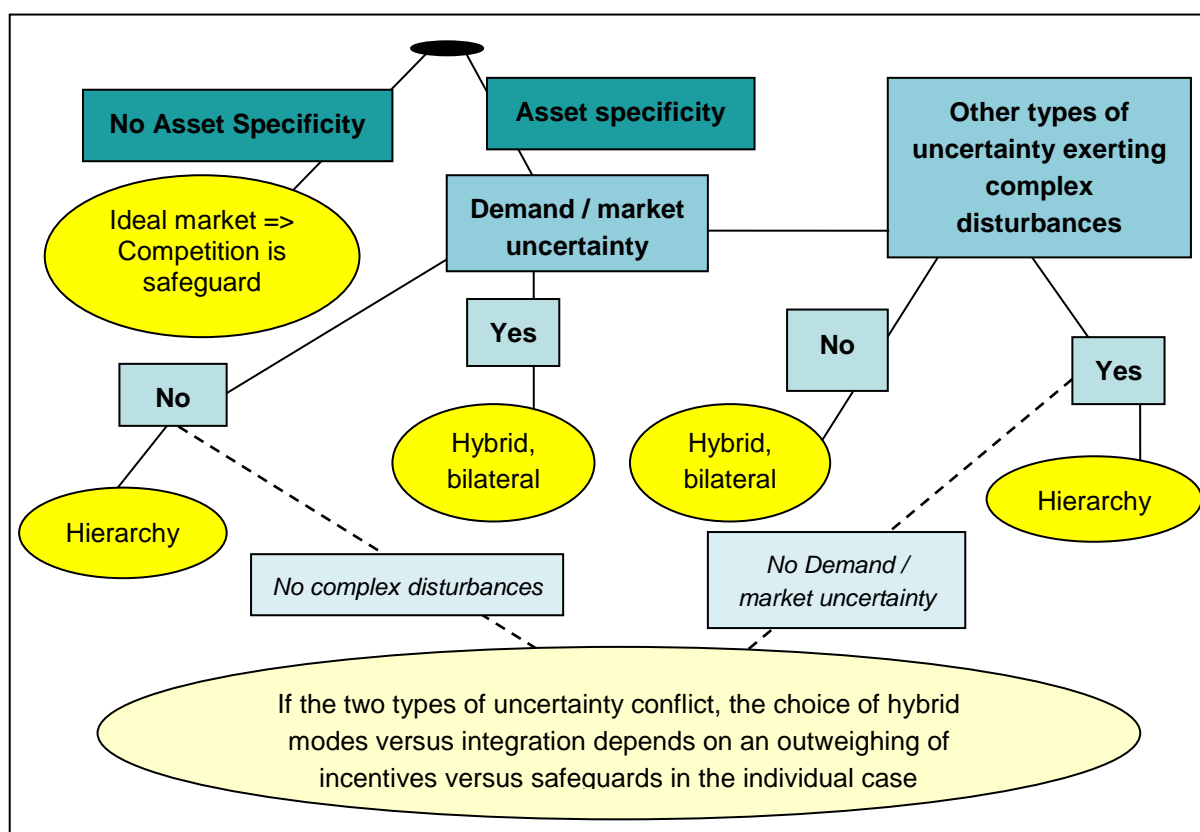 No Asset Specificity
Asset specificity
Other types of
uncertainty exerting
complex
disturbances
Ideal market =>
Competition is
safeguard
Demand / market
uncertainty
Yes
No
No
Yes
Hybrid,
bilateral
Hybrid,
bilateral
Hierarchy
Hierarchy
No complex disturbances
No Demand /
market uncertainty
If the two types of uncertainty conflict, the choice of hybrid
modes versus integration depends on an outweighing of
incentives versus safeguards in the individual case